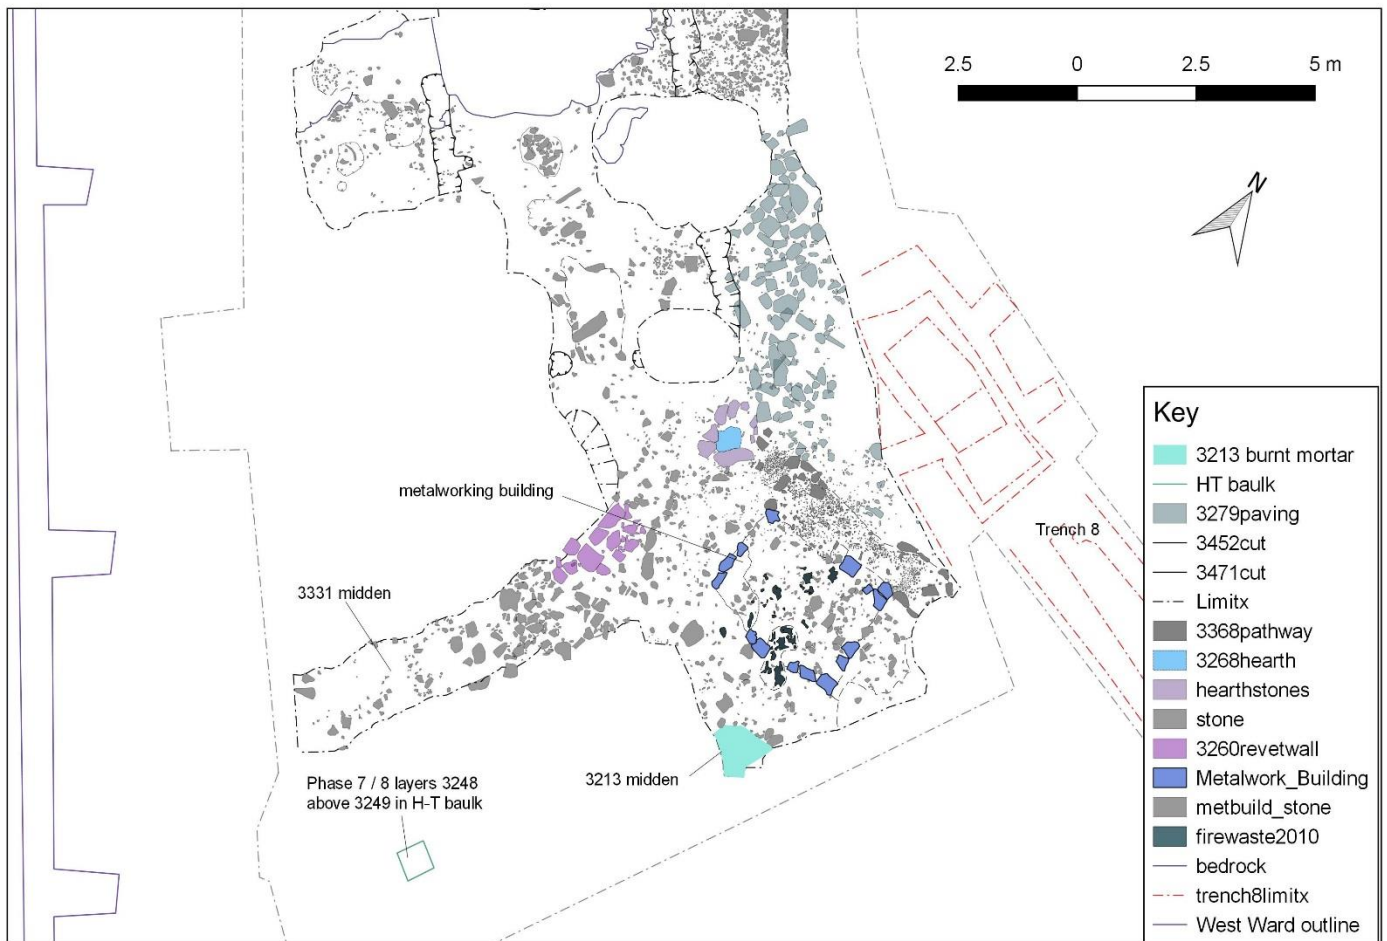 2.5 0 2.5 5 m
N
metalworking building
Trench 8
3331 midden
3213 midden
Phase 7 / 8 layers 3248
above 3249 in H-T baulk
Key
3213 burnt mortar
HT baulk
3279paving
3452cut
3471cut
Limitx
3368pathway
3268hearth
hearthstones
stone
3260revetwall
Metalwork_Building
metbuild_stone
firewaste2010
bedrock
trench8limitx
West Ward outline